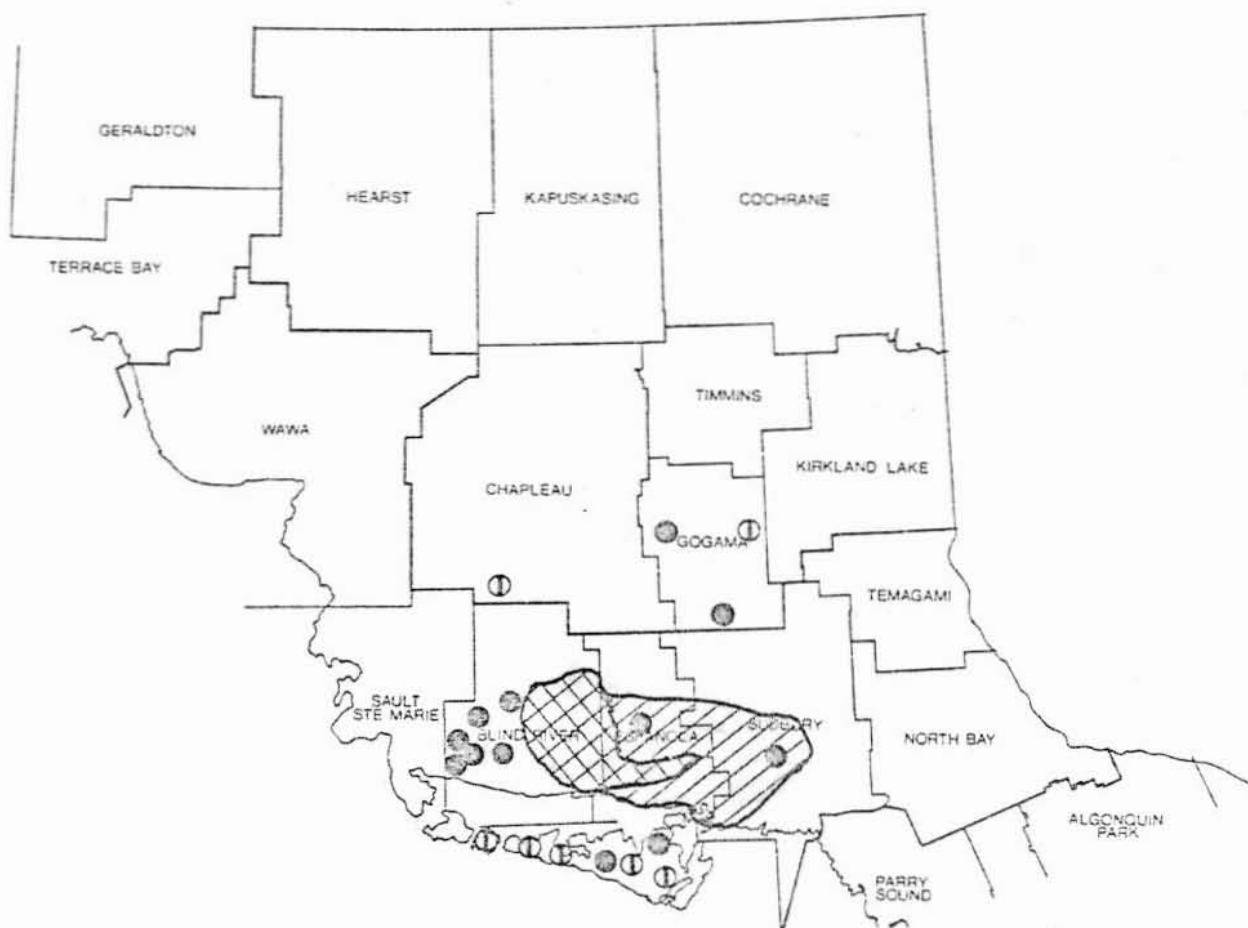 GERALDTON
HEARST
KAPUSKASING
COCHRANE
TERRACE BAY
TIMMINS
WAWA
KIRKLAND LAKE
CHAPLEAU
GOGAMA
TEMAGAMI
SAULT
STE MARIE
BLIND RIVER
SUDBURY
NORTH BAY
ALGONQUIN
PARK
PARRY
SOUND